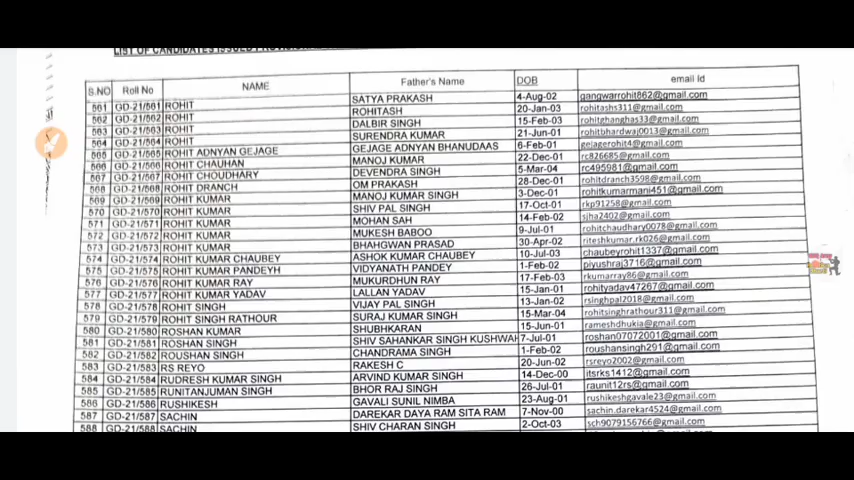 LIST OF CANDIDATES ISSUED
S.NO Roll No NAME Father's Name DOB email id
561 GD-21/561 ROHIT SATYA PRAKASH 4-Aug-02 gangwarrohit862@gmail.com
562 GD-21/562 ROHIT ROHITASH 20-Jan-03 rohitashs311@gmail.com
563 GD-21/563 ROHIT DALBIR SINGH 15-Feb-03 rohitghanghas33@gmail.com
564 GD-21/564 ROHIT SURENDRA KUMAR 21-Jun-01 rohitbhardwaj0013@gmail.com
565 GD-21/565 ROHIT ADNYAN GEJAGE GEJAGE ADNYAN BHANUDAAS 6-Feb-01 gejagerohit4@gmail.com
566 GD-21/566 ROHIT CHAUHAN MANOJ KUMAR 22-Dec-01 rc826685@gmail.com
567 GD-21/567 ROHIT CHOUDHARY DEVENDRA SINGH 5-Mar-04 rc495981@gmail.com
568 GD-21/568 ROHIT DRANCH OM PRAKASH 28-Dec-01 rohitdranch3598@gmail.com
569 GD-21/569 ROHIT KUMAR MANOJ KUMAR SINGH 3-Dec-01 rohitkumarmani451@gmail.com
570 GD-21/570 ROHIT KUMAR SHIV PAL SINGH 17-Oct-01 rkp91258@gmail.com
571 GD-21/571 ROHIT KUMAR MOHAN SAH 14-Feb-02 sjha2402@gmail.com
572 GD-21/572 ROHIT KUMAR MUKESH BABOO 9-Jul-01 rohitchaudhary0078@gmail.com
573 GD-21/573 ROHIT KUMAR BHAHGWAN PRASAD 30-Apr-02 riteshkumar.rk026@gmail.com
574 GD-21/574 ROHIT KUMAR CHAUBEY ASHOK KUMAR CHAUBEY 10-Jul-03 chaubeyrohit1337@gmail.com
575 GD-21/575 ROHIT KUMAR PANDEYH VIDYANATH PANDEY 1-Feb-02 piyushraj3716@gmail.com
576 GD-21/576 ROHIT KUMAR RAY MUKURDHUN RAY 17-Feb-03 rkumarray86@gmail.com
577 GD-21/577 ROHIT KUMAR YADAV LALLAN YADAV 15-Jan-01 rohityadav47267@gmail.com
578 GD-21/578 ROHIT SINGH VIJAY PAL SINGH 13-Jan-02 rsinghpal2018@gmail.com
579 GD-21/579 ROHIT SINGH RATHOUR SURAJ KUMAR SINGH 15-Mar-04 rohitsinghrathour311@gmail.com
580 GD-21/580 ROSHAN KUMAR SHUBHKARAN 15-Jun-01 rameshdhukia@gmail.com
581 GD-21/581 ROSHAN SINGH SHIV SAHANKAR SINGH KUSHWAH 7-Jul-01 roshan07072001@gmail.com
582 GD-21/582 ROUSHAN SINGH CHANDRAMA SINGH 1-Feb-02 roushansingh291@gmail.com
583 GD-21/583 RS REYO RAKESH C 20-Jun-02 rsreyo2002@gmail.com
584 GD-21/584 RUDRESH KUMAR SINGH ARVIND KUMAR SINGH 14-Dec-00 itsrks1412@gmail.com
585 GD-21/585 RUNITANJUMAN SINGH BHOR RAJ SINGH 26-Jul-01 raunit12rs@gmail.com
586 GD-21/586 RUSHIKESH GAVALI SUNIL NIMBA 23-Aug-01 rushikeshgavale23@gmail.com
587 GD-21/587 SACHIN DAREKAR DAYA RAM SITA RAM 7-Nov-00 sachin.darekar4524@gmail.com
588 GD-21/588 SACHIN SHIV CHARAN SINGH 2-Oct-03 sch9079156766@gmail.com